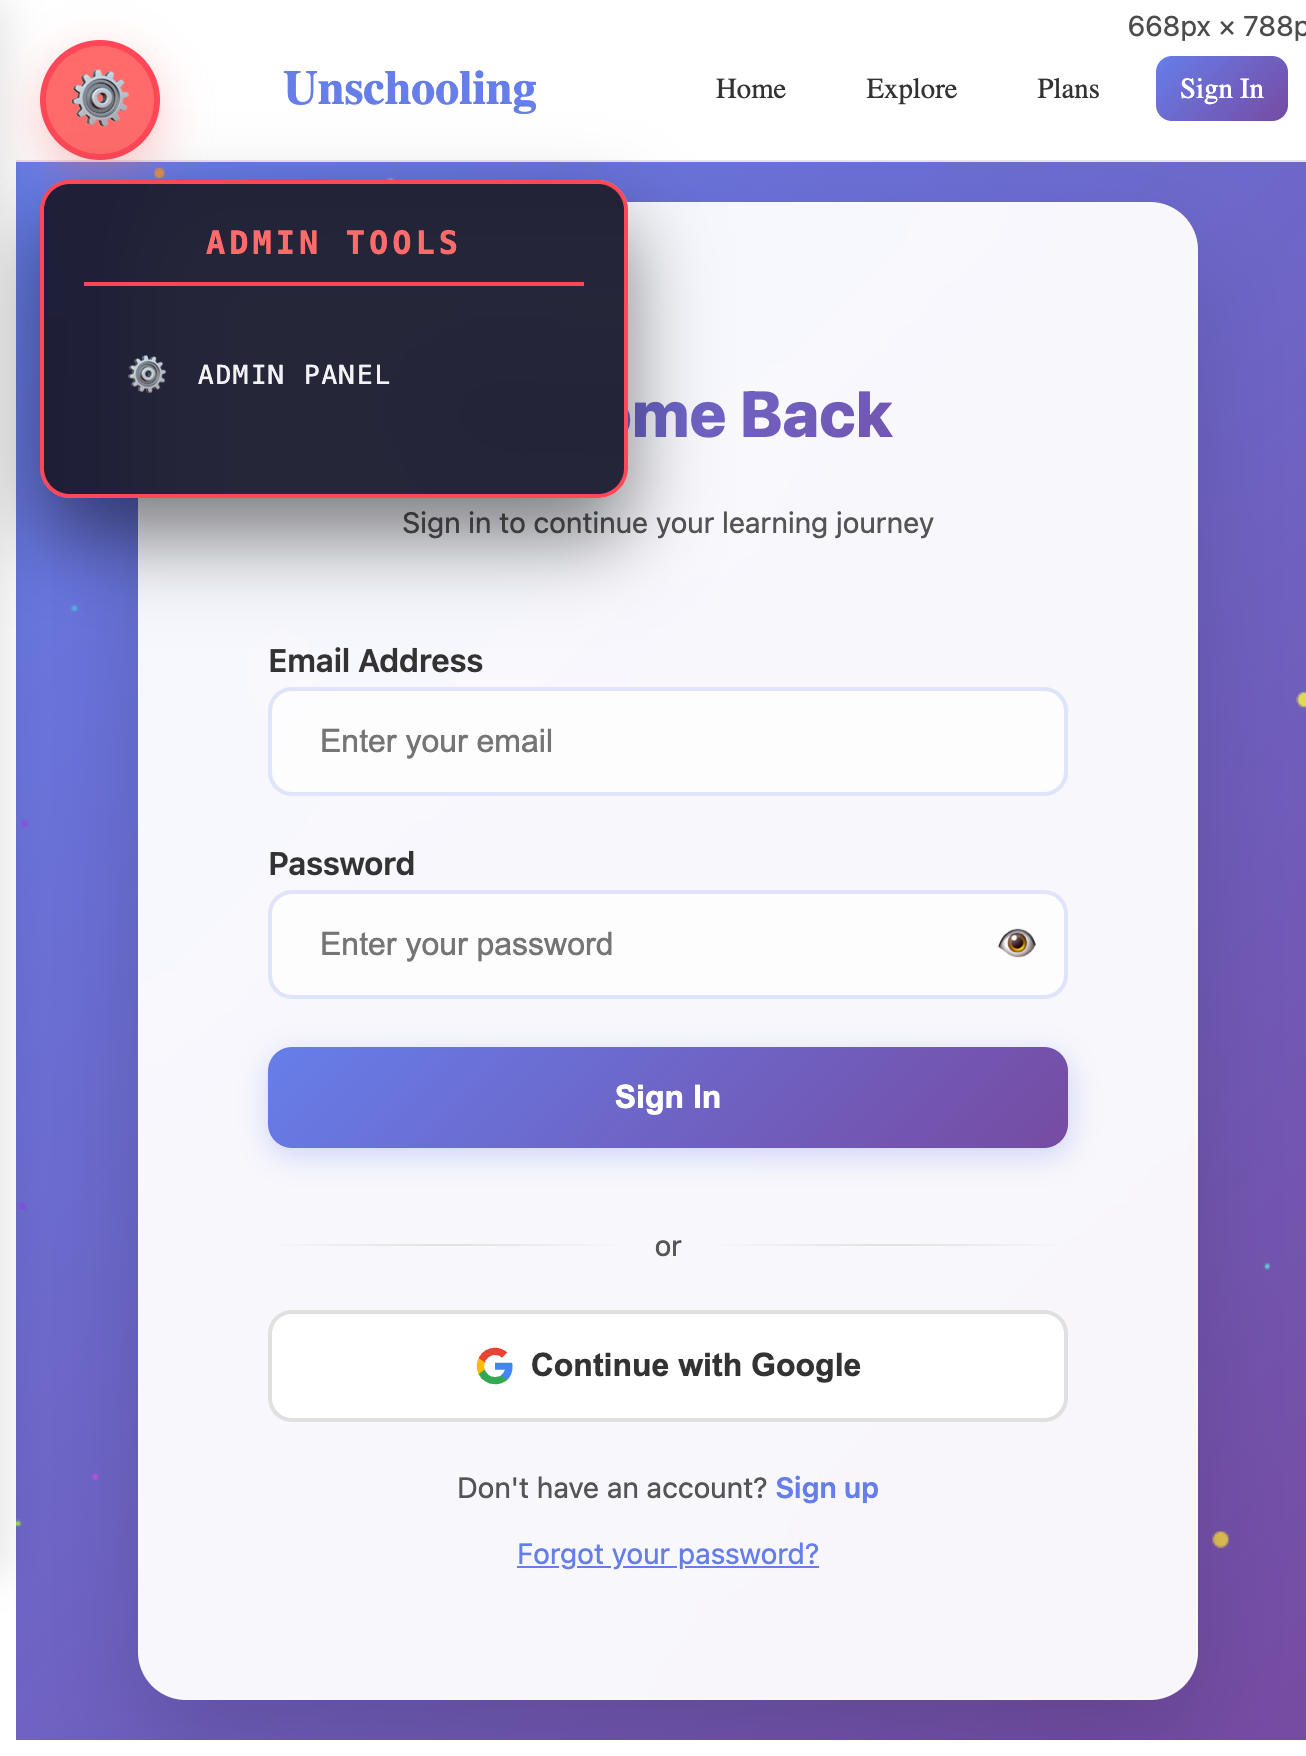 668px × 788p
Unschooling
Home Explore Plans Sign In
ADMIN TOOLS
ADMIN PANEL
ome Back
Sign in to continue your learning journey
Email Address
Enter your email
Password
Enter your password
Sign In
or
Continue with Google
Don't have an account? Sign up
Forgot your password?